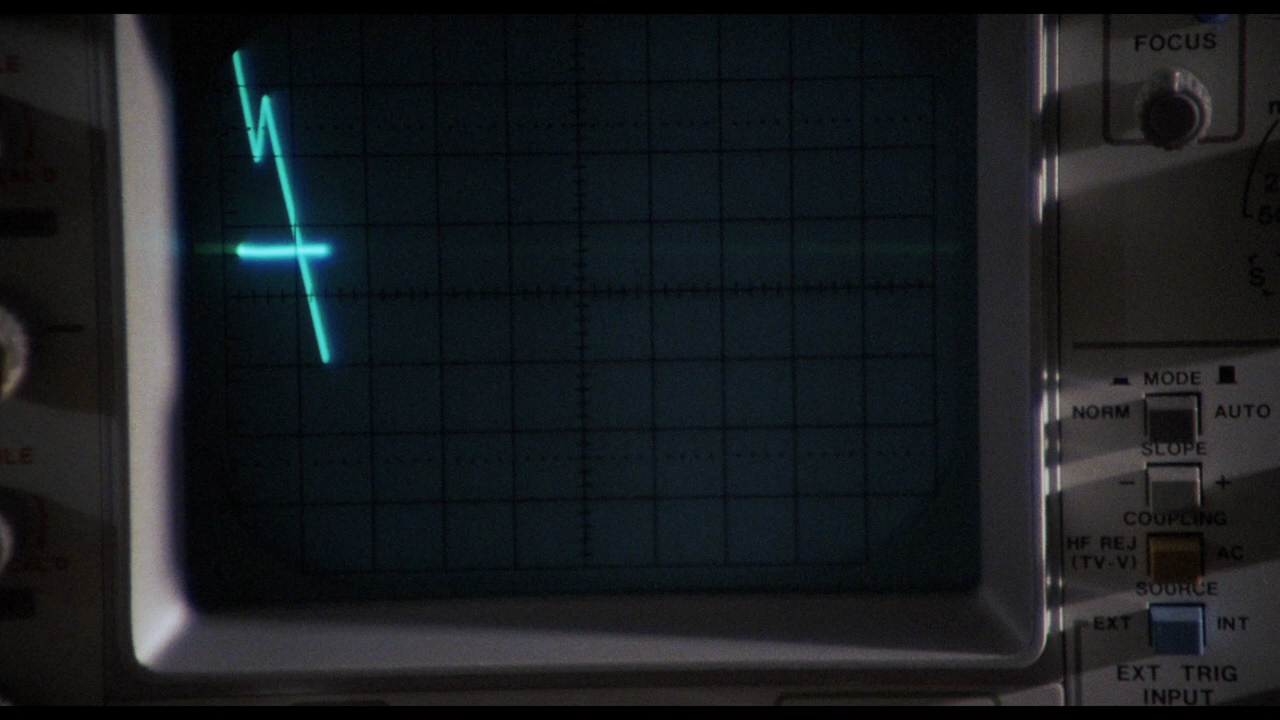 FOCUS
MODE
NORM
AUTO
SLOPE
- +
COUPLING
HF REJ
(TV-V)
AC
SOURCE
EXT
INT
EXT TRIG
INPUT